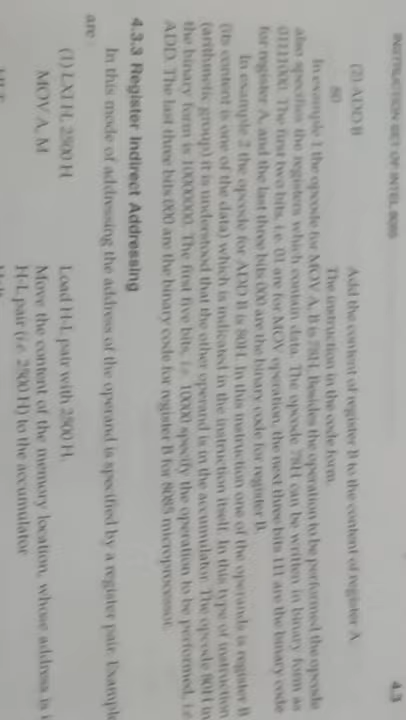 INSTRUCTION SET OF INTEL 8085 4.3
(2) ADD B Add the content of register B to the content of register A.
80 The instruction in the code form.
In example 1 the opcode for MOV A, B is 78H. Besides the operation to be performed the opcode
also specifies the registers which contain data. The opcode 78H can be written in binary form as
01111000. The first two bits, i.e. 01 are for MOV operation, the next three bits 111 are the binary code
for register A, and the last three bits 000 are the binary code for register B.
In example 2 the opcode for ADD B is 80H. In this instruction one of the operands is register B
(its content is one of the data) which is indicated in the instruction itself. In this type of instruction
(arithmetic group) it is understood that the other operand is in the accumulator. The opcode 80H in
the binary form is 10000000. The first five bits, i.e. 10000 specify the operation to be performed, i.e
ADD. The last three bits 000 are the binary code for register B for 8085 microprocessor.
4.3.3 Register Indirect Addressing
In this mode of addressing the address of the operand is specified by a register pair. Example
are
(1) LXI H, 2500 H Load H-L pair with 2500 H.
MOV A, M Move the content of the memory location, whose address is i
H-L pair (i.e. 2500 H) to the accumulator